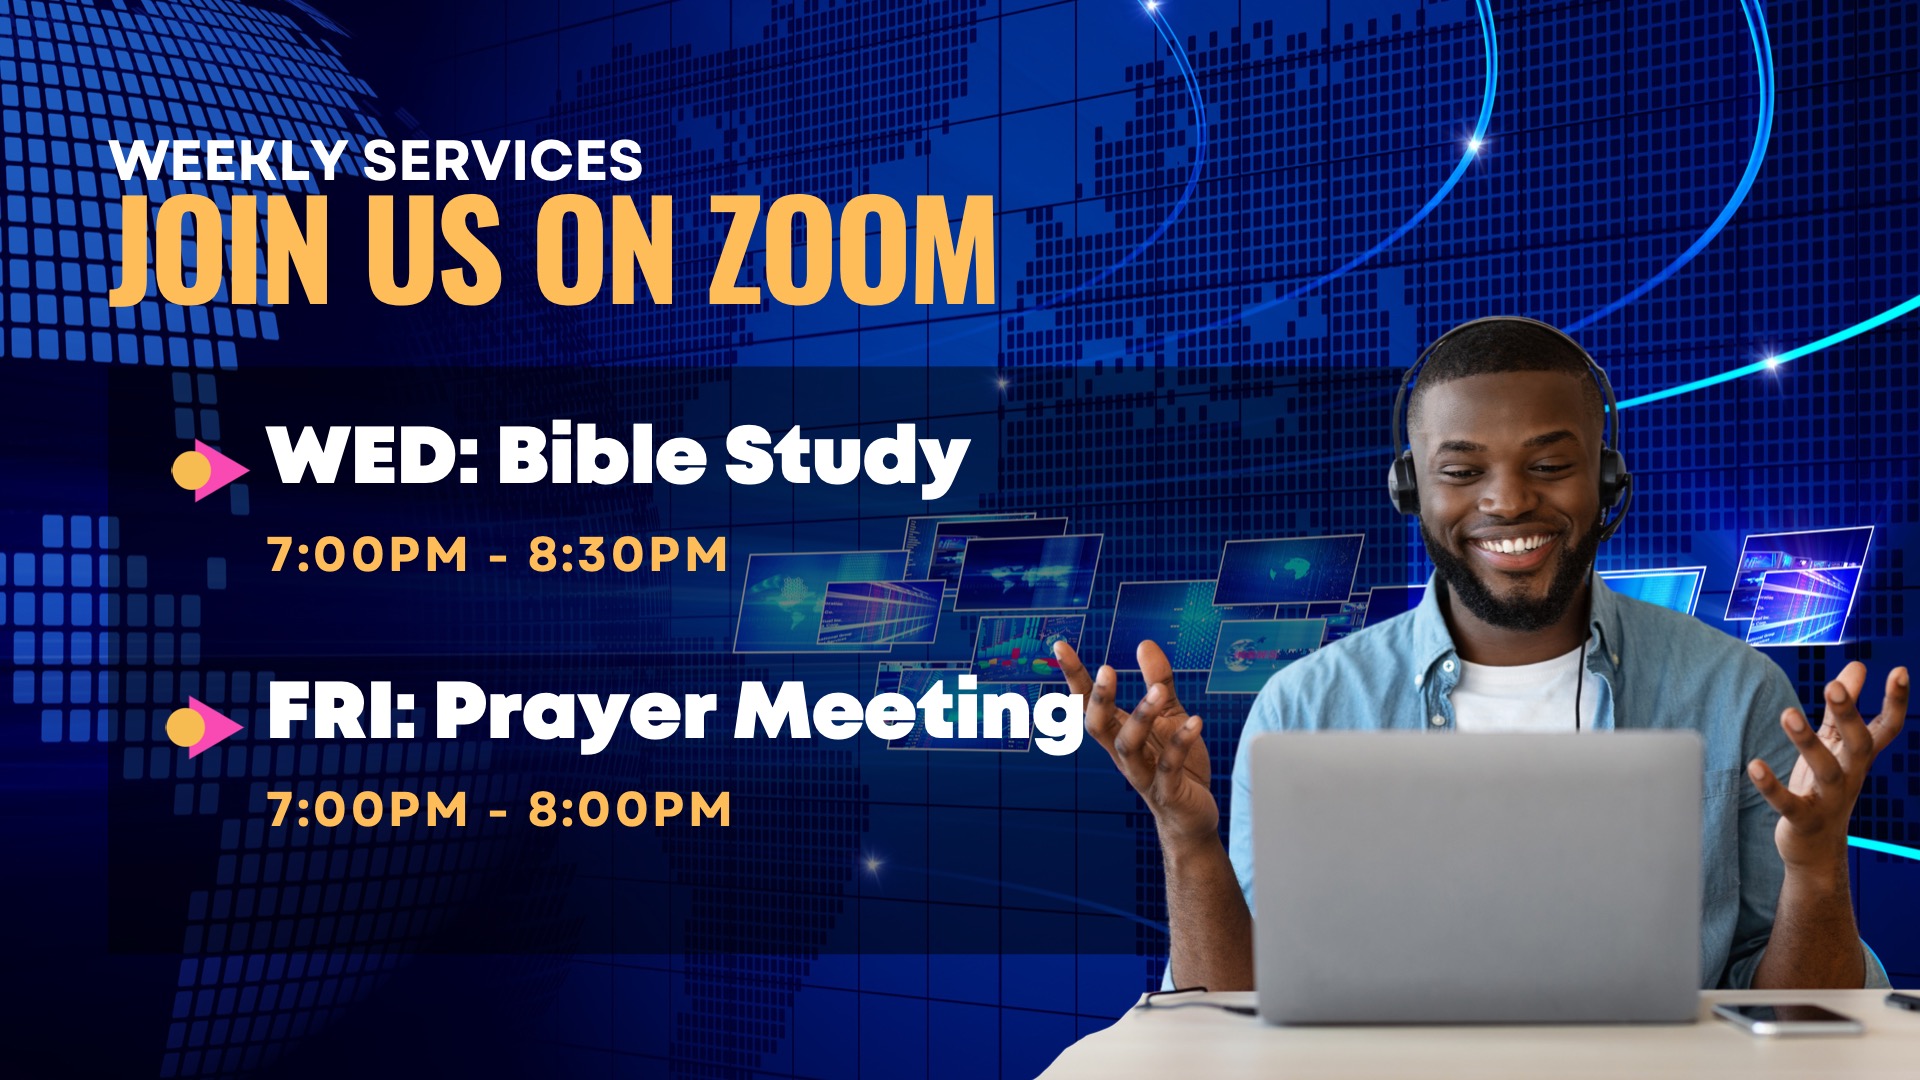 WEEKLY SERVICES
JOIN US ON ZOOM
WED: Bible Study
7:00PM - 8:30PM
FRI: Prayer Meeting
7:00PM - 8:00PM